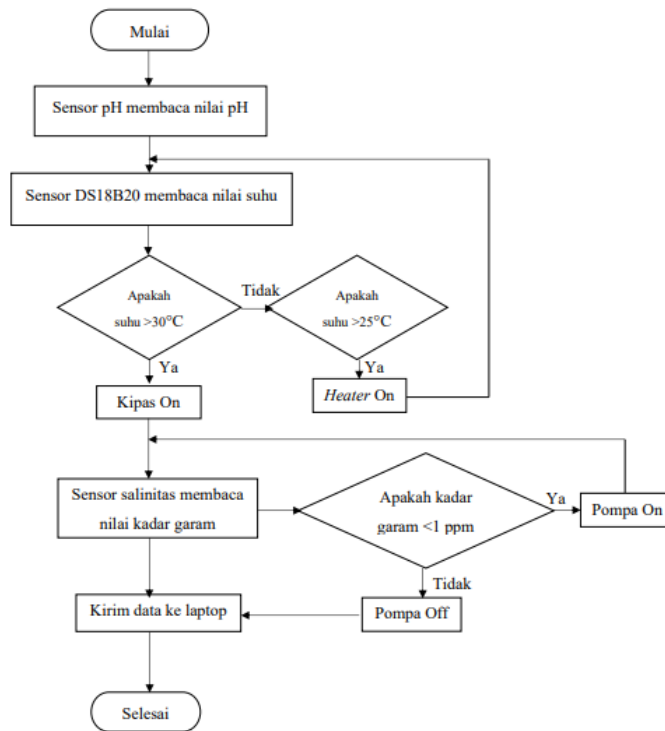 Mulai
Sensor pH membaca nilai pH
Sensor DS18B20 membaca nilai suhu
Apakah
suhu >30°C
Tidak
Apakah
suhu >25°C
Ya
Ya
Kipas On
Heater On
Sensor salinitas membaca
nilai kadar garam
Apakah kadar
garam <1 ppm
Ya
Pompa On
Tidak
Kirim data ke laptop
Pompa Off
Selesai